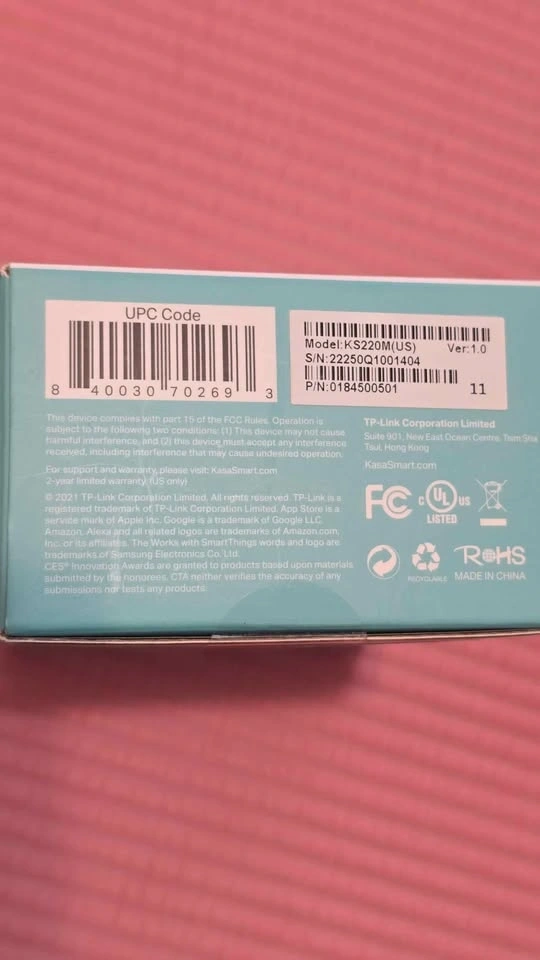 UPC Code
8 40030 70269 3
Model:KS220M(US) Ver:1.0
S/N:22250Q1001404
P/N:0184500501
11
This device complies with part 15 of the FCC Rules. Operation is
subject to the following two conditions: (1) This device may not cause
harmful interference, and (2) this device must accept any interference
received, including interference that may cause undesired operation.
For support and warranty, please visit: KasaSmart.com
2-year limited warranty (US only)
© 2021 TP-Link Corporation Limited. All rights reserved. TP-Link is a
registered trademark of TP-Link Corporation Limited. App Store is a
service mark of Apple Inc. Google is a trademark of Google LLC.
Amazon, Alexa and all related logos are trademarks of Amazon.com,
Inc. or its affiliates. The Works with SmartThings words and logo are
trademarks of Samsung Electronics Co, Ltd.
CES® Innovation Awards are granted to products based upon materials
submitted by the honorees. CTA neither verifies the accuracy of any
submissions nor tests any products.
TP-Link Corporation Limited
Suite 901, New East Ocean Centre, Tsim Sha
Tsui, Hong Kong
KasaSmart.com
FC
C UL US
LISTED
RECYCLABLE
RoHS
MADE IN CHINA